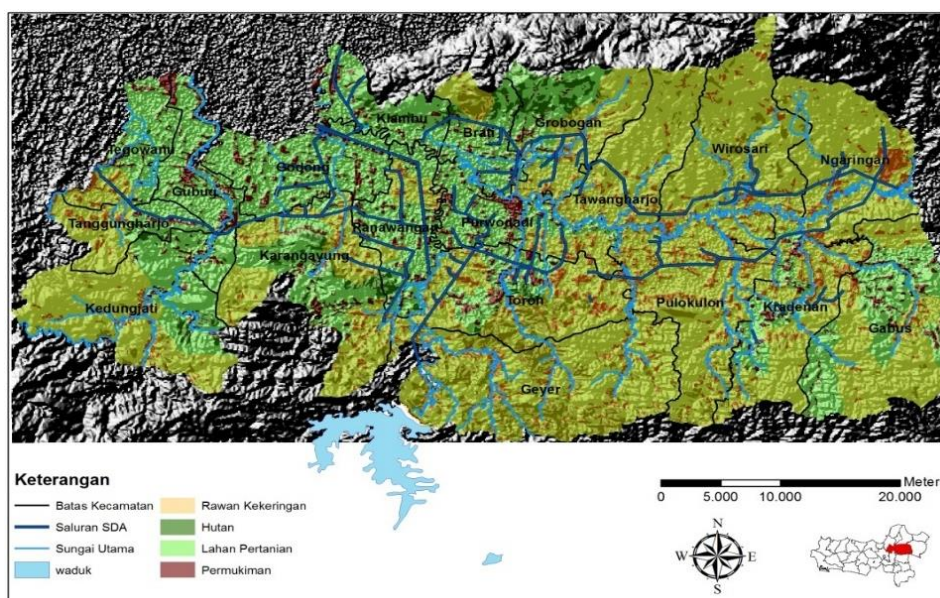 Klambu
Brati
Grobogan
Tegowanu
Wirosari
Ngaringan
Godong
Gubug
Tawangharjo
Tanggungharjo
Penawangan
Purwodadi
Karangrayung
Kedungjati
Toroh
Pulokulon
Kradenan
Gabus
Geyer
Keterangan
Batas Kecamatan
Saluran SDA
Sungai Utama
waduk
Rawan Kekeringan
Hutan
Lahan Pertanian
Permukiman
Meter
0 5.000 10.000 20.000
N
W E
S